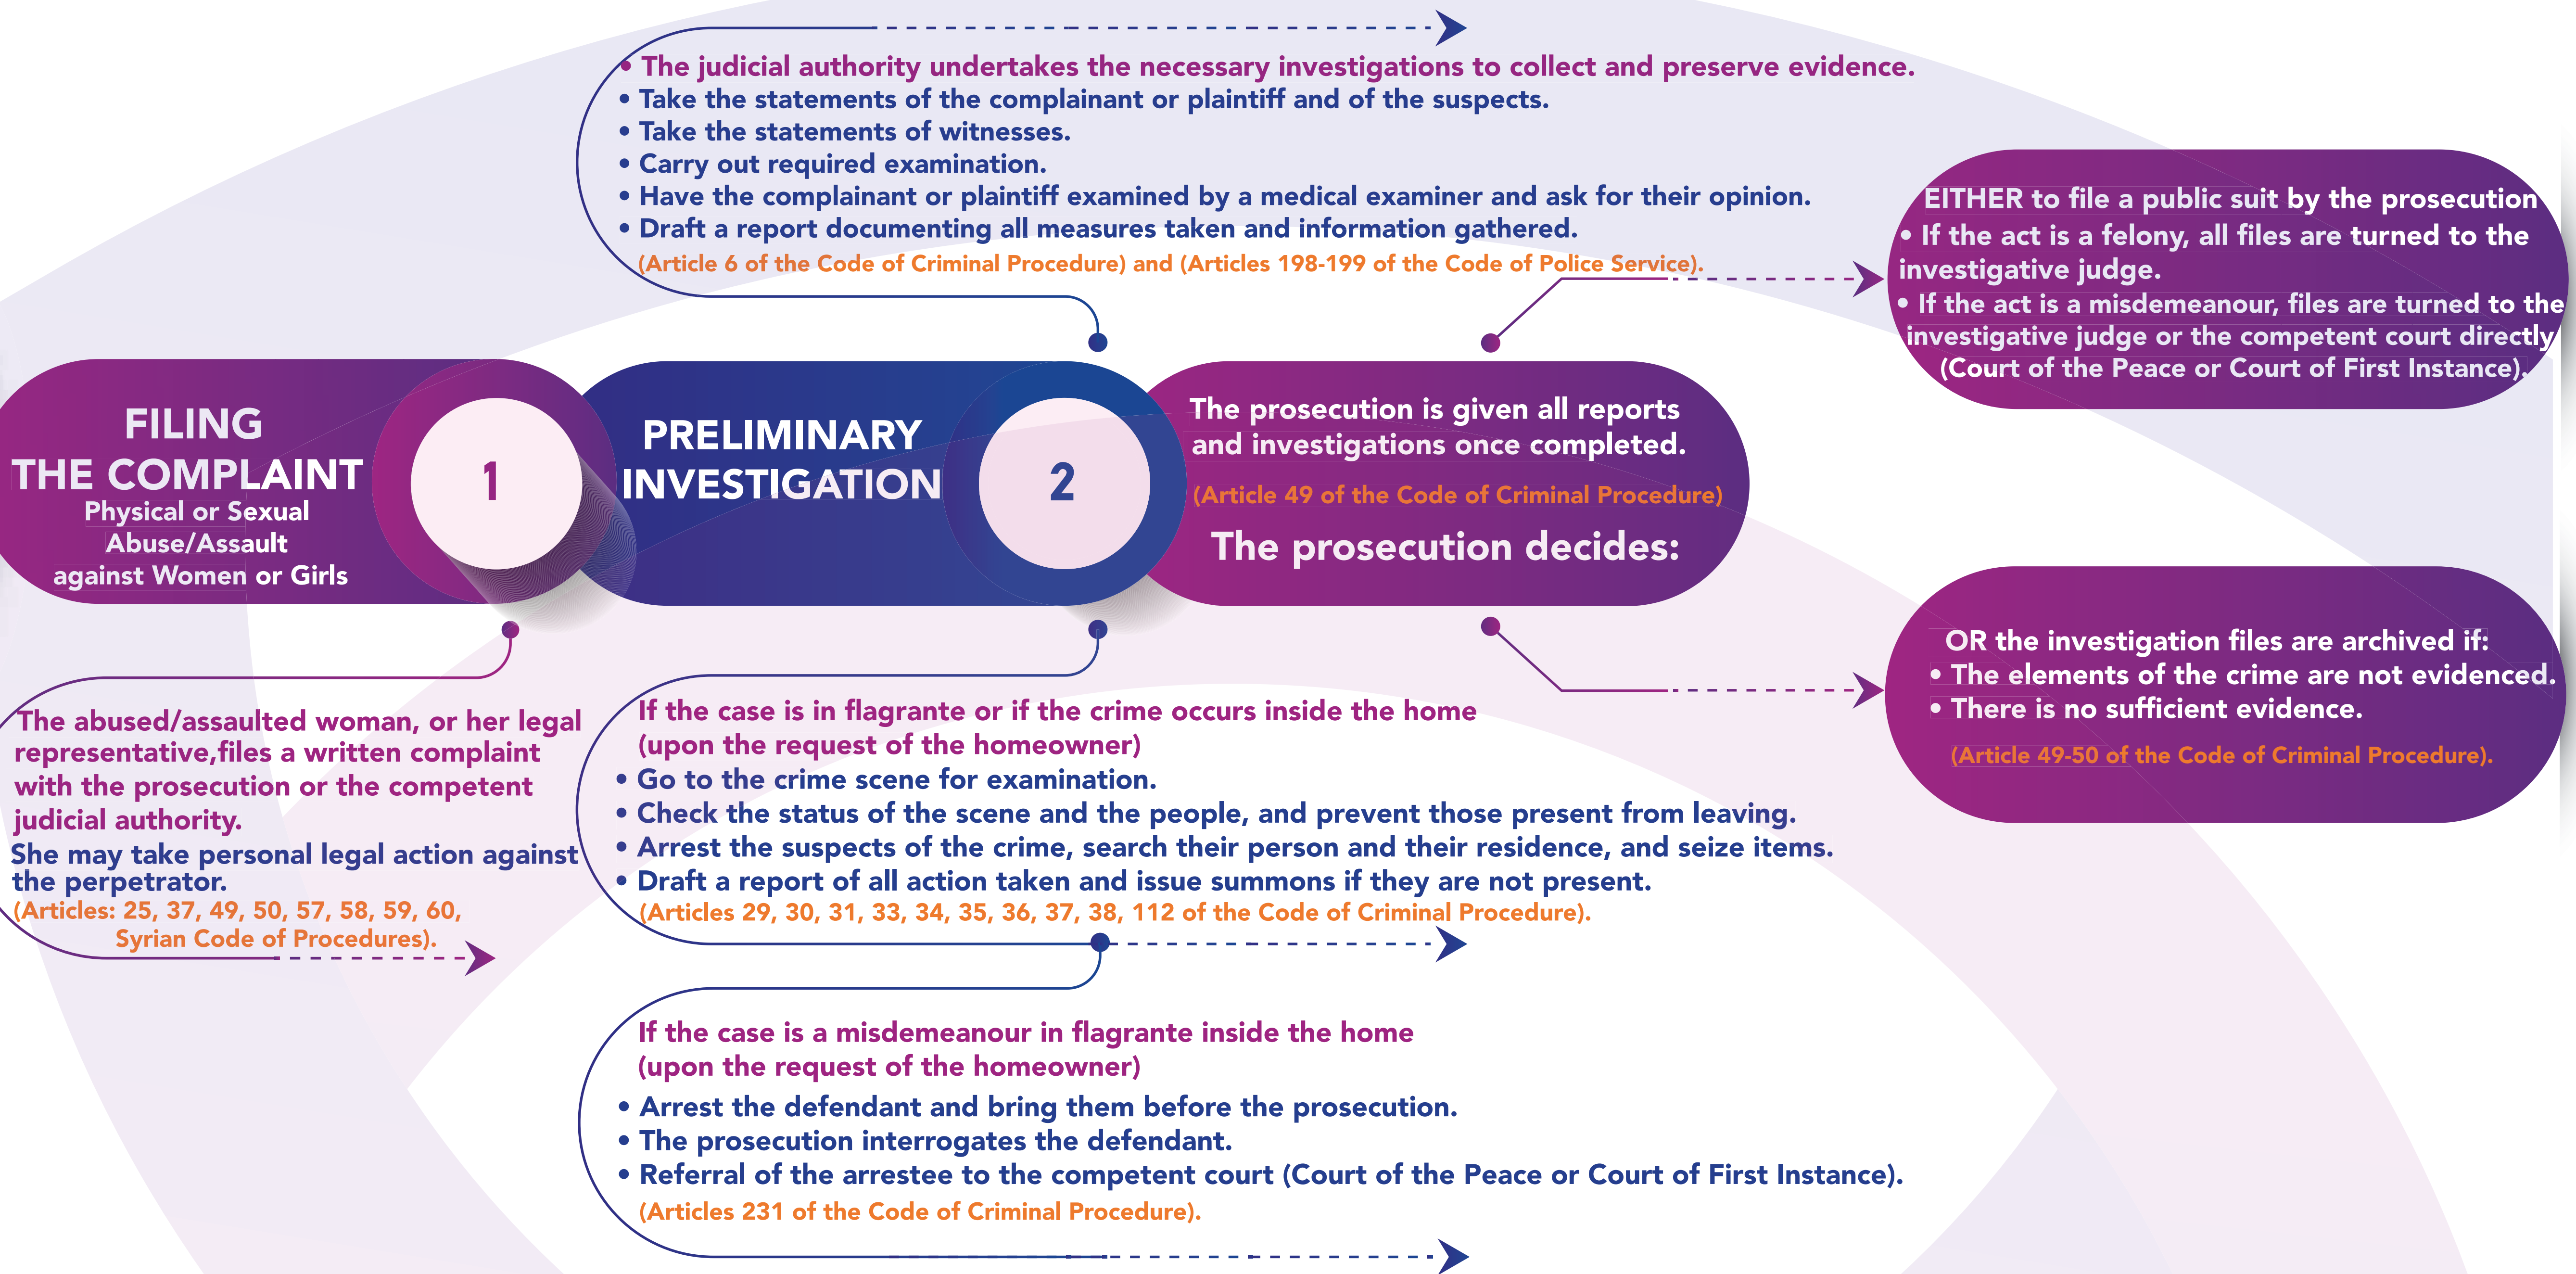 FILING
THE COMPLAINT
Physical or Sexual
Abuse/Assault
against Women or Girls
1
The abused/assaulted woman, or her legal
representative,files a written complaint
with the prosecution or the competent
judicial authority.
She may take personal legal action against
the perpetrator.
(Articles: 25, 37, 49, 50, 57, 58, 59, 60,
Syrian Code of Procedures).
PRELIMINARY
INVESTIGATION
2
• The judicial authority undertakes the necessary investigations to collect and preserve evidence.
• Take the statements of the complainant or plaintiff and of the suspects.
• Take the statements of witnesses.
• Carry out required examination.
• Have the complainant or plaintiff examined by a medical examiner and ask for their opinion.
• Draft a report documenting all measures taken and information gathered.
(Article 6 of the Code of Criminal Procedure) and (Articles 198-199 of the Code of Police Service).
If the case is in flagrante or if the crime occurs inside the home
(upon the request of the homeowner)
• Go to the crime scene for examination.
• Check the status of the scene and the people, and prevent those present from leaving.
• Arrest the suspects of the crime, search their person and their residence, and seize items.
• Draft a report of all action taken and issue summons if they are not present.
(Articles 29, 30, 31, 33, 34, 35, 36, 37, 38, 112 of the Code of Criminal Procedure).
If the case is a misdemeanour in flagrante inside the home
(upon the request of the homeowner)
• Arrest the defendant and bring them before the prosecution.
• The prosecution interrogates the defendant.
• Referral of the arrestee to the competent court (Court of the Peace or Court of First Instance).
(Articles 231 of the Code of Criminal Procedure).
The prosecution is given all reports
and investigations once completed.
(Article 49 of the Code of Criminal Procedure)
The prosecution decides:
EITHER to file a public suit by the prosecution
• If the act is a felony, all files are turned to the
investigative judge.
• If the act is a misdemeanour, files are turned to the
investigative judge or the competent court directly
(Court of the Peace or Court of First Instance).
OR the investigation files are archived if:
• The elements of the crime are not evidenced.
• There is no sufficient evidence.
(Article 49-50 of the Code of Criminal Procedure).